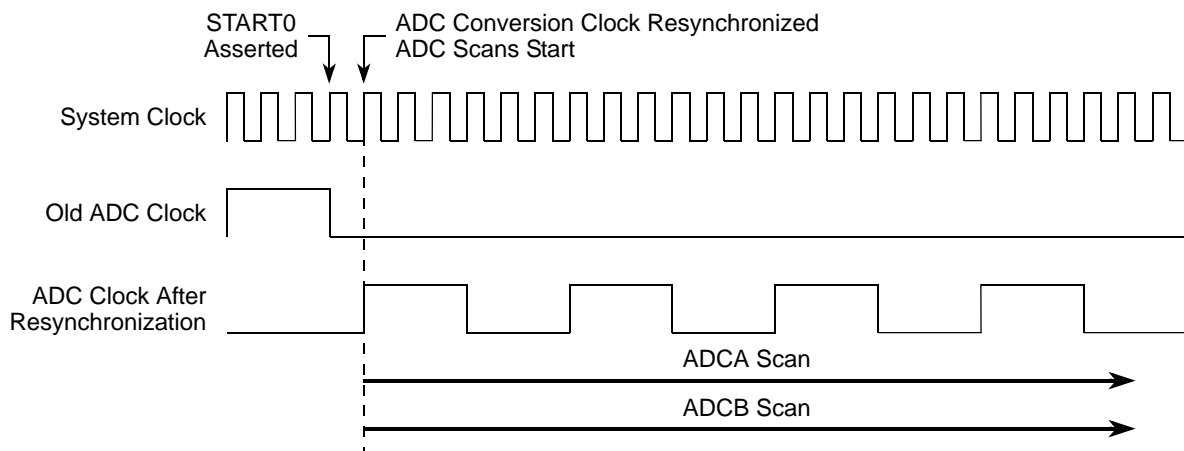 START0
Asserted
ADC Conversion Clock Resynchronized
ADC Scans Start
System Clock
Old ADC Clock
ADC Clock After
Resynchronization
ADCA Scan
ADCB Scan